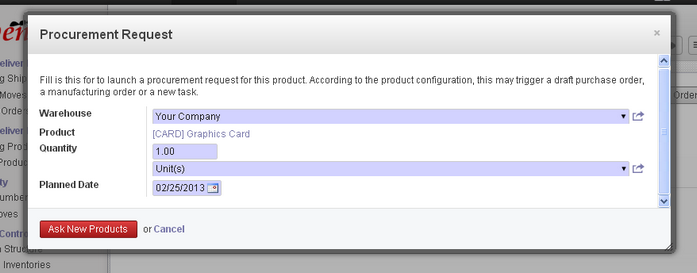 Procurement Request
×
Fill is this for to launch a procurement request for this product. According to the product configuration, this may trigger a draft purchase order,
a manufacturing order or a new task.
Warehouse
Your Company
Product
[CARD] Graphics Card
Quantity
1.00
Unit(s)
Planned Date
02/25/2013
Ask New Products or Cancel
Inventories